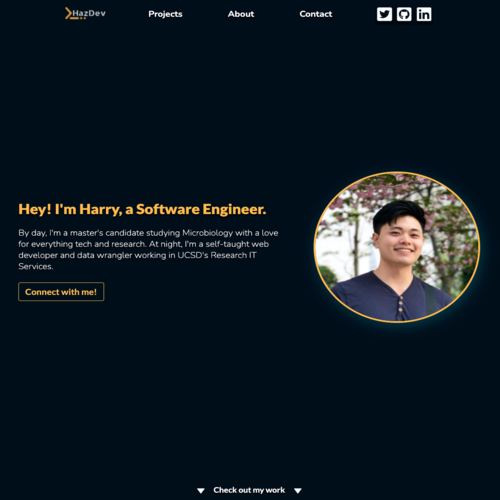 HazDev
Projects
About
Contact
Hey! I'm Harry, a Software Engineer.
By day, I'm a master's candidate studying Microbiology with a love
for everything tech and research. At night, I'm a self-taught web
developer and data wrangler working in UCSD's Research IT
Services.
Connect with me!
Check out my work